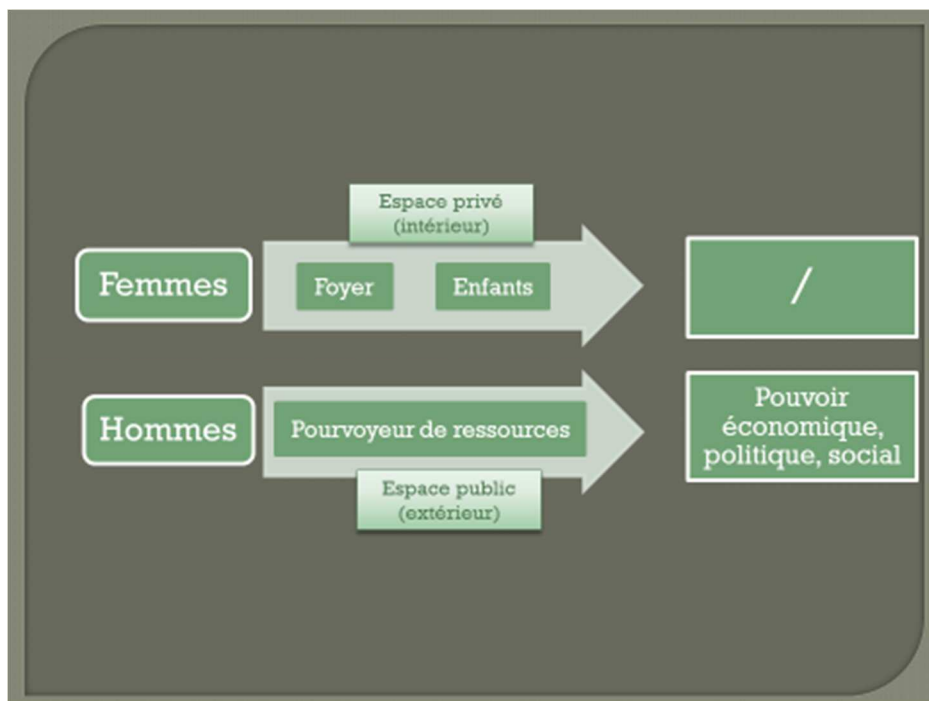 Espace privé
(intérieur)
Femmes
Foyer
Enfants
/
Hommes
Pourvoyeur de ressources
Pouvoir
économique,
politique, social
Espace public
(extérieur)